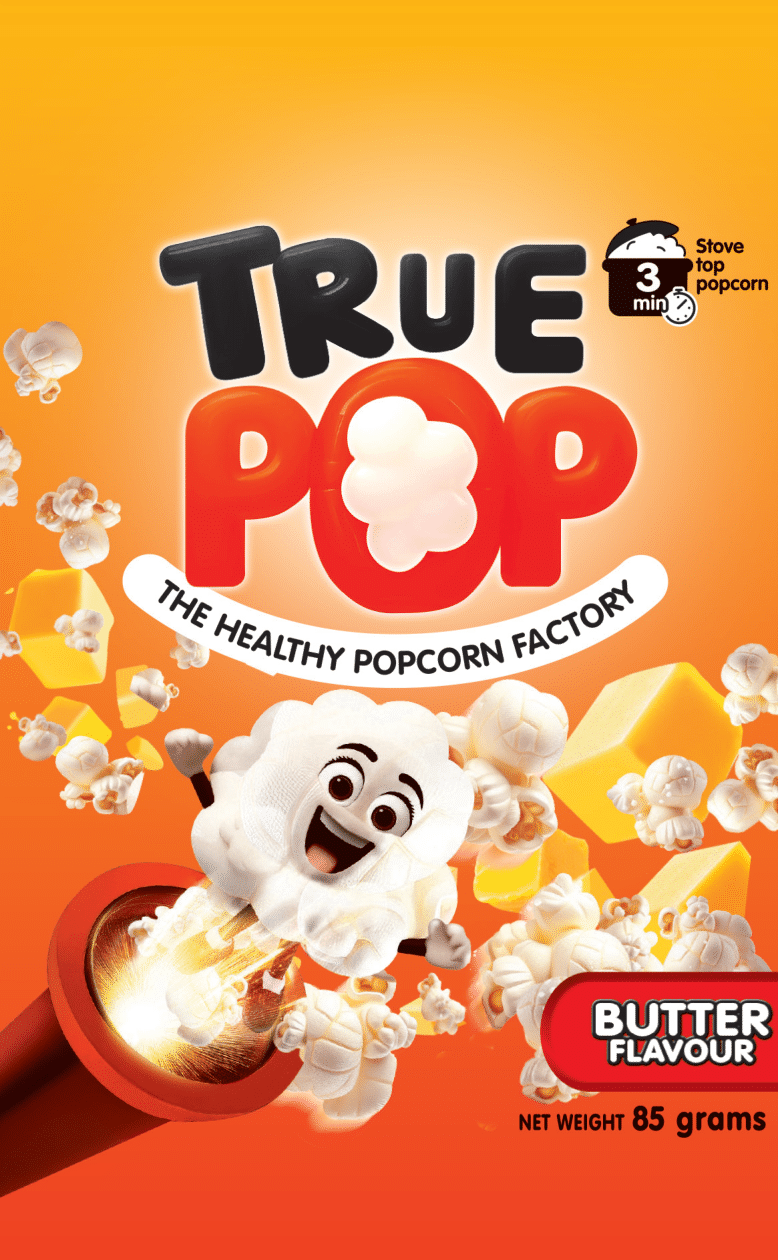 TRUE
POP
3
min
Stove
top
popcorn
THE HEALTHY POPCORN FACTORY
BUTTER
FLAVOUR
NET WEIGHT 85 grams